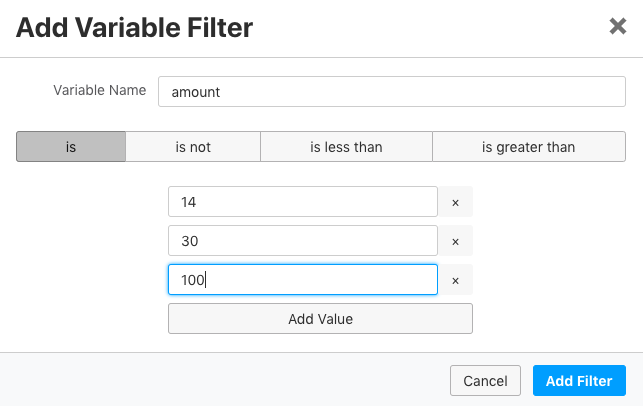 Add Variable Filter ×
Variable Name amount
is is not is less than is greater than
14 ×
30 ×
100 ×
Add Value
Cancel Add Filter